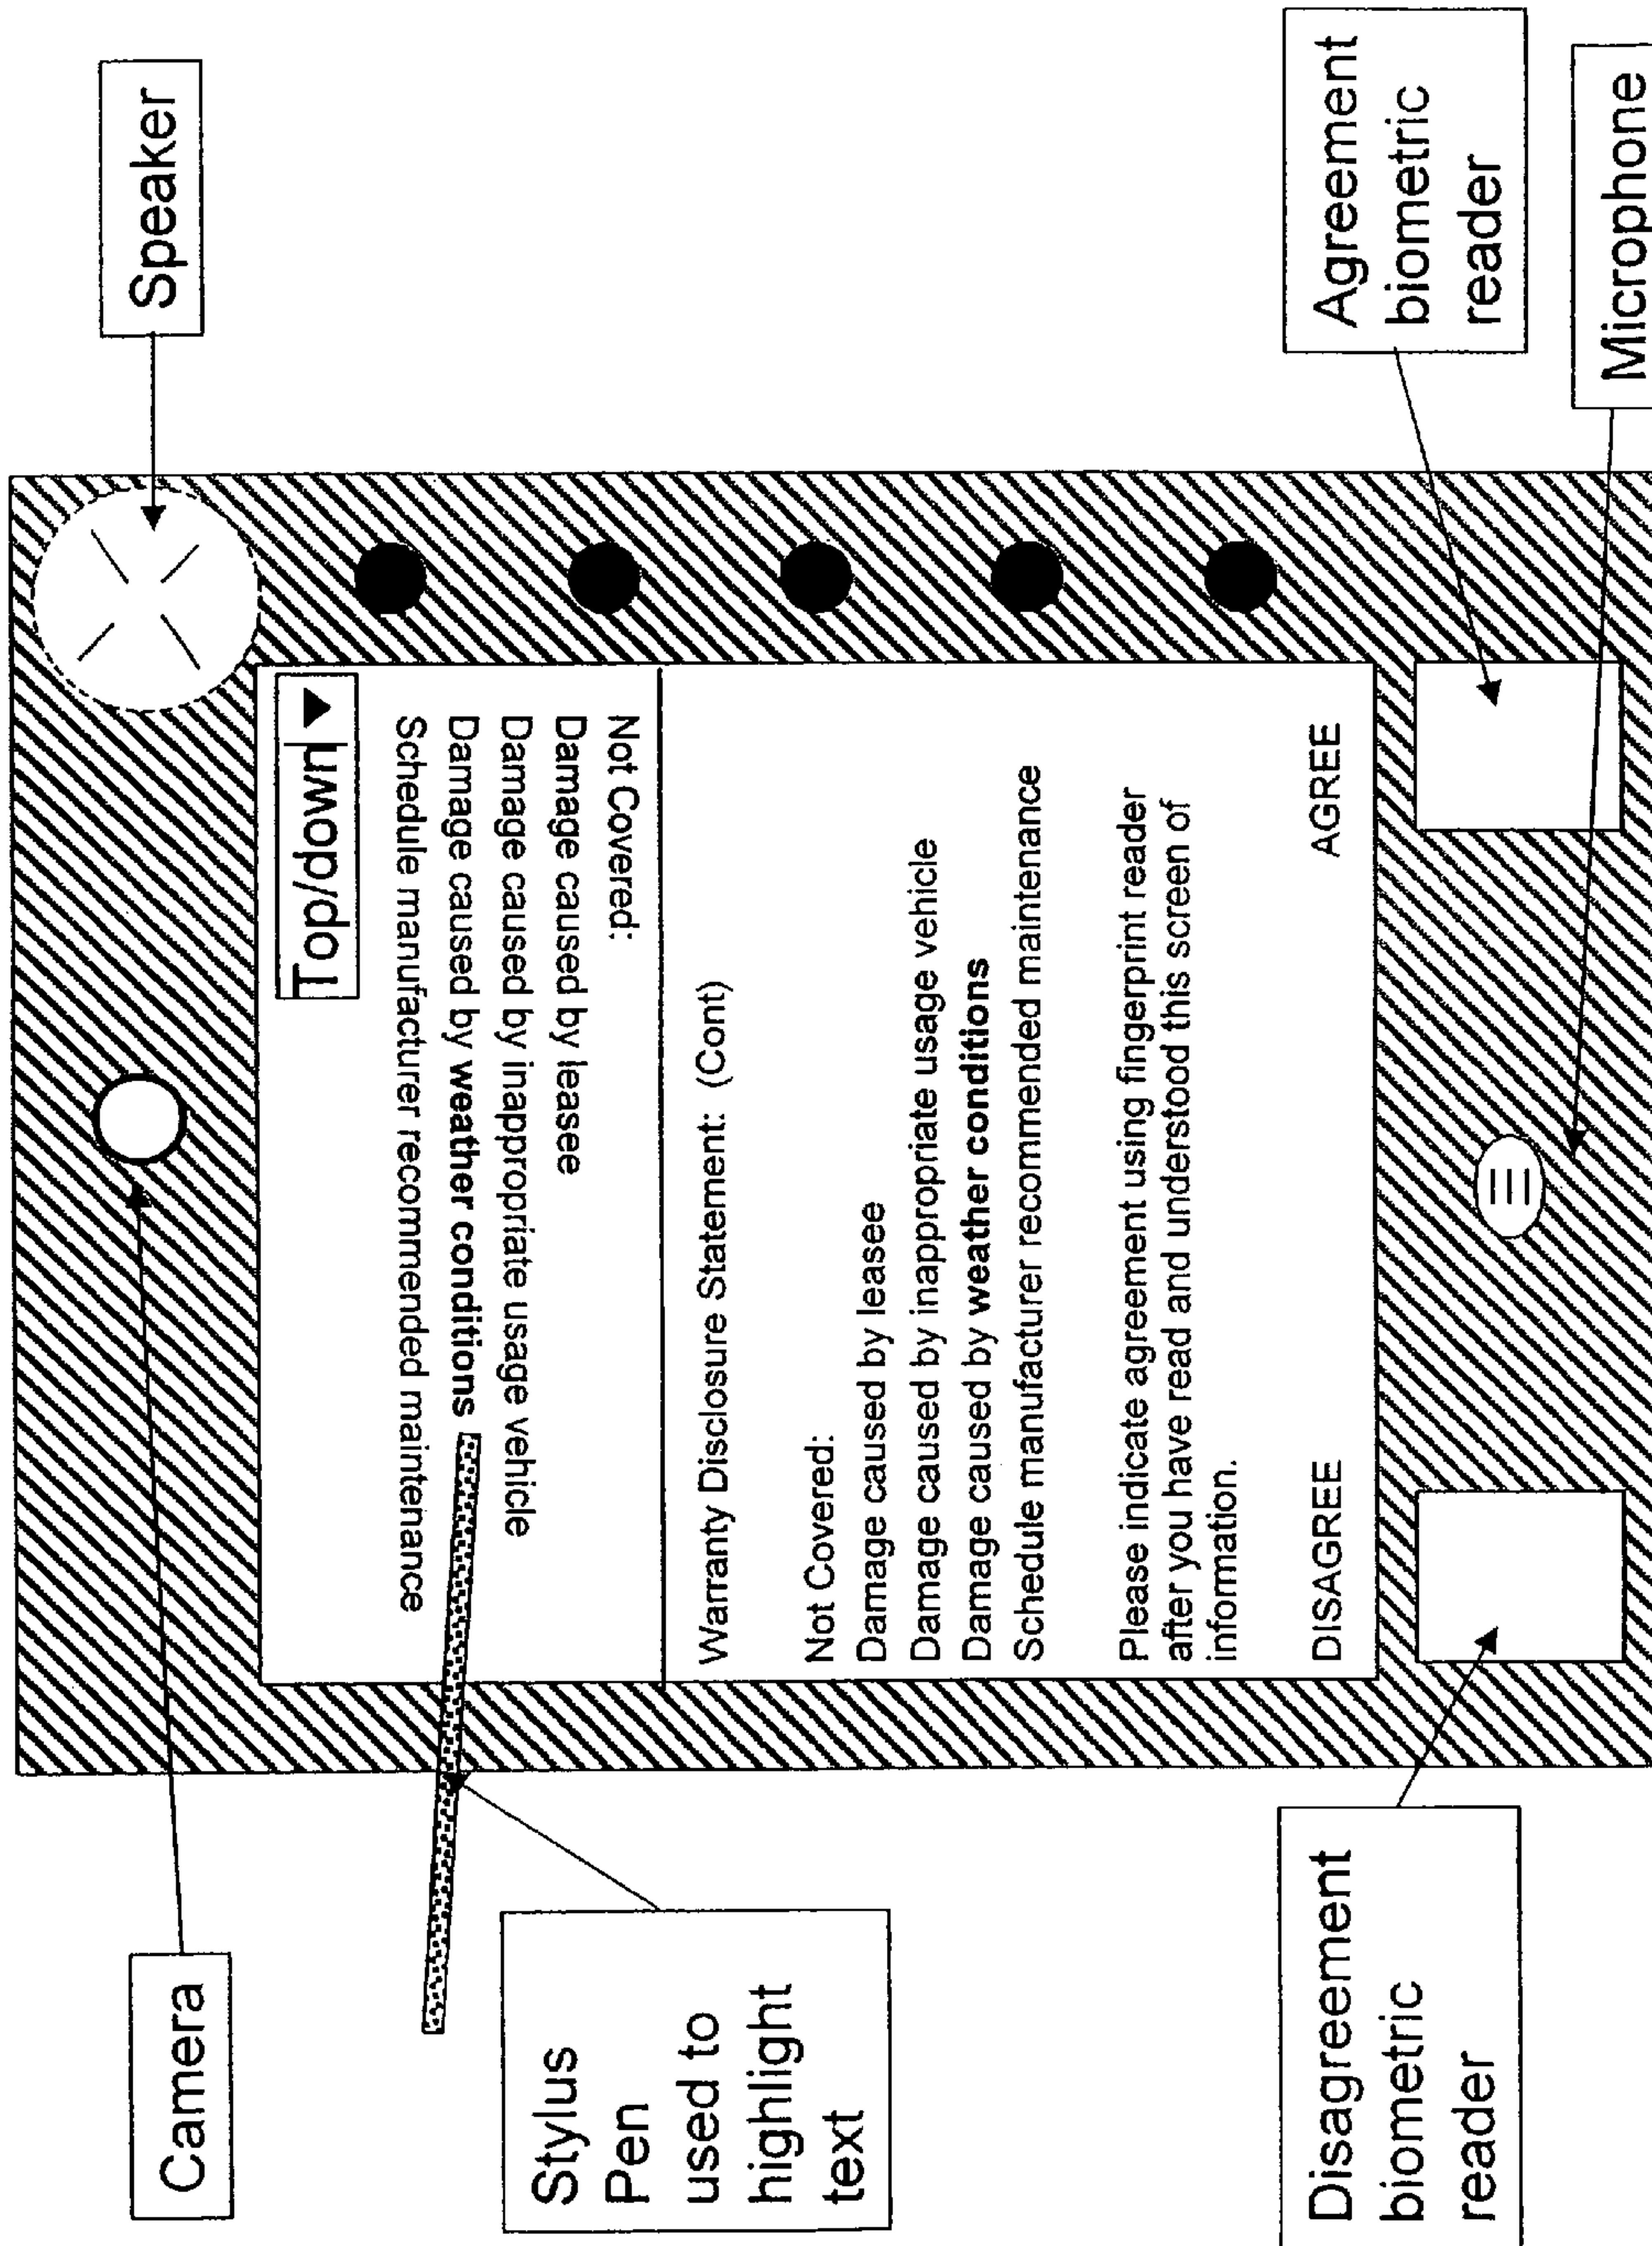 Camera
Speaker
Top/down
Not Covered:
Damage caused by leasee
Damage caused by inappropriate usage vehicle
Damage caused by weather conditions
Schedule manufacturer recommended maintenance
Stylus
Pen
used to
highlight
text
Warranty Disclosure Statement: (Cont)
Not Covered:
Damage caused by leasee
Damage caused by inappropriate usage vehicle
Damage caused by weather conditions
Schedule manufacturer recommended maintenance
Please indicate agreement using fingerprint reader
after you have read and understood this screen of
information.
DISAGREE
AGREE
Disagreement
biometric
reader
Agreement
biometric
reader
Microphone